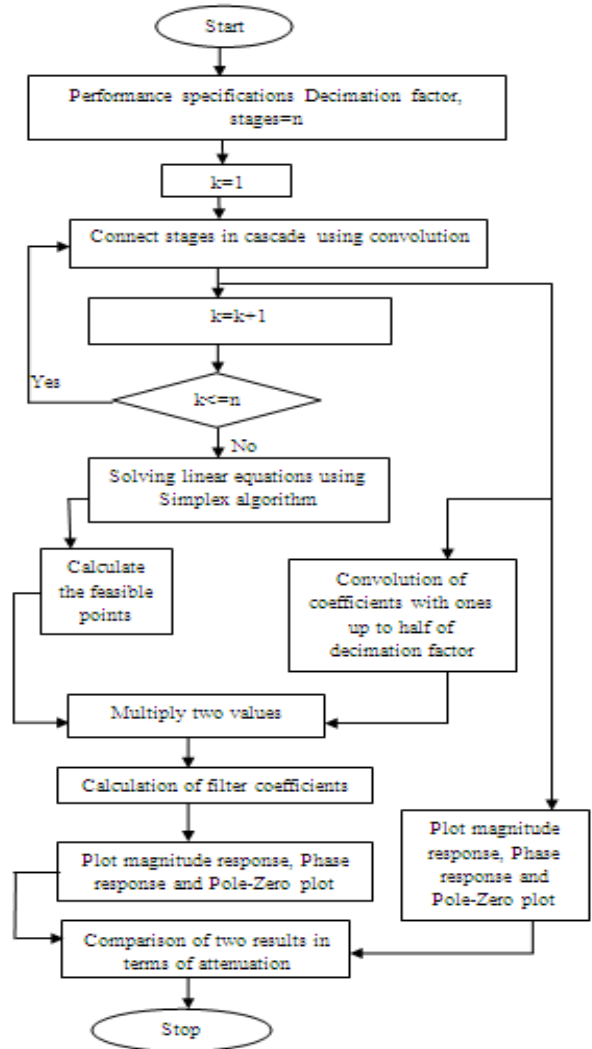 Start
Performance specifications Decimation factor,
stages=n
k=1
Connect stages in cascade using convolution
k=k+1
Yes
k<=n
No
Solving linear equations using
Simplex algorithm
Calculate
the feasible
points
Convolution of
coefficients with ones
up to half of
decimation factor
Multiply two values
Calculation of filter coefficients
Plot magnitude response, Phase
response and Pole-Zero plot
Plot magnitude
response, Phase
response and
Pole-Zero plot
Comparison of two results in
terms of attenuation
Stop